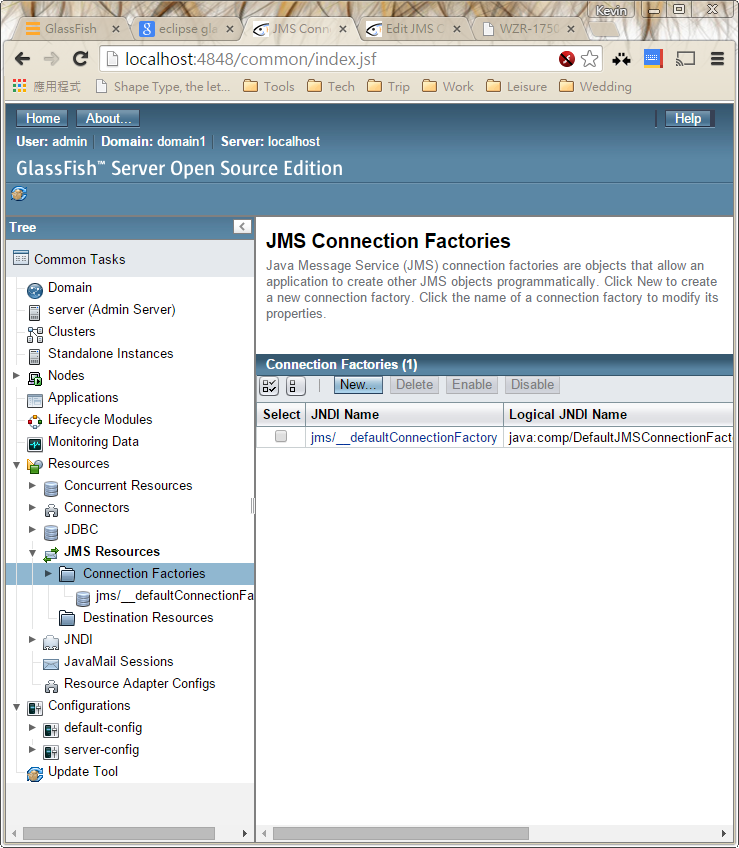 Kevin
GlassFish
eclipse gla
JMS Conn
Edit JMS C
WZR-1750
localhost:4848/common/index.jsf
應用程式
Shape Type, the let...
Tools
Tech
Trip
Work
Leisure
Wedding
Home
About...
Help
User: admin
Domain: domain1
Server: localhost
GlassFish™ Server Open Source Edition
Tree
Common Tasks
Domain
server (Admin Server)
Clusters
Standalone Instances
Nodes
Applications
Lifecycle Modules
Monitoring Data
Resources
Concurrent Resources
Connectors
JDBC
JMS Resources
Connection Factories
jms/__defaultConnectionFa
Destination Resources
JNDI
JavaMail Sessions
Resource Adapter Configs
Configurations
default-config
server-config
Update Tool
JMS Connection Factories
Java Message Service (JMS) connection factories are objects that allow an
application to create other JMS objects programmatically. Click New to create
a new connection factory. Click the name of a connection factory to modify its
properties.
Connection Factories (1)
New...
Delete
Enable
Disable
Select
JNDI Name
Logical JNDI Name
jms/__defaultConnectionFactory
java:comp/DefaultJMSConnectionFact